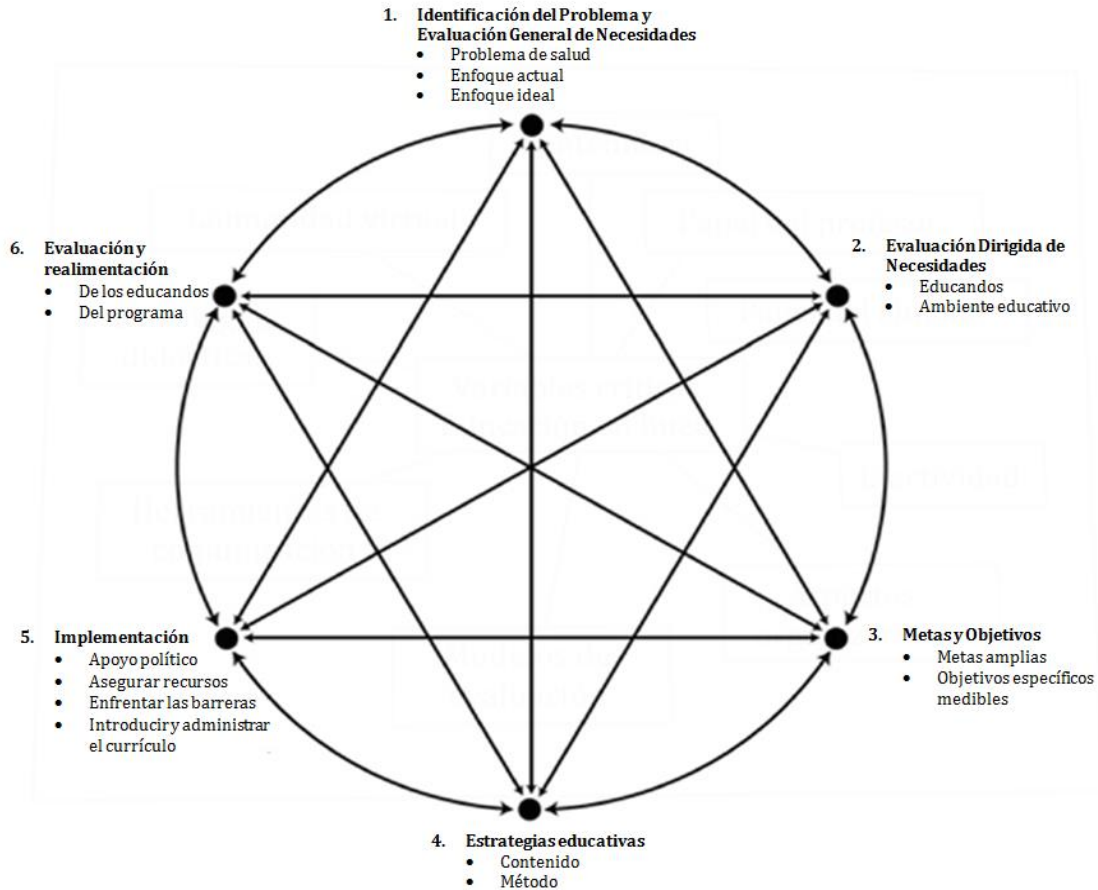 1. Identificación del Problema y
Evaluación General de Necesidades
• Problema de salud
• Enfoque actual
• Enfoque ideal
2. Evaluación Dirigida de
Necesidades
• Educandos
• Ambiente educativo
3. Metas y Objetivos
• Metas amplias
• Objetivos específicos
medibles
4. Estrategias educativas
• Contenido
• Método
5. Implementación
• Apoyo político
• Asegurar recursos
• Enfrentar las barreras
• Introducir y administrar
el currículo
6. Evaluación y
realimentación
• De los educandos
• Del programa